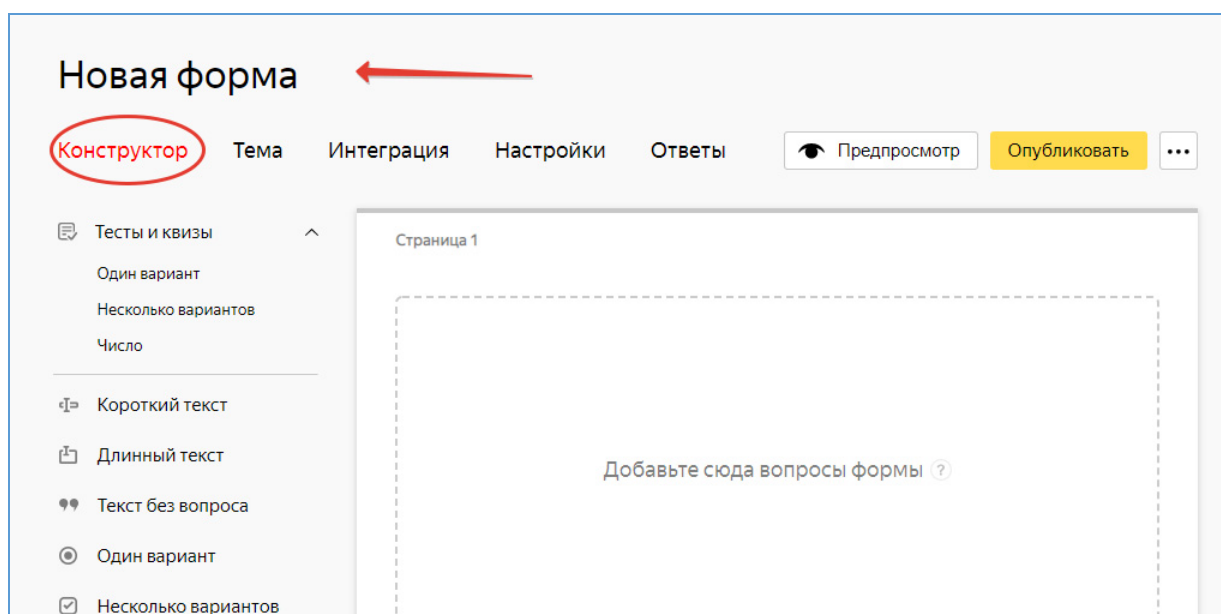 Новая форма
Конструктор Тема Интеграция Настройки Ответы Предпросмотр Опубликовать ...
Тесты и квизы
Один вариант
Несколько вариантов
Число
Короткий текст
Длинный текст
Текст без вопроса
Один вариант
Несколько вариантов
Страница 1
Добавьте сюда вопросы формы ?